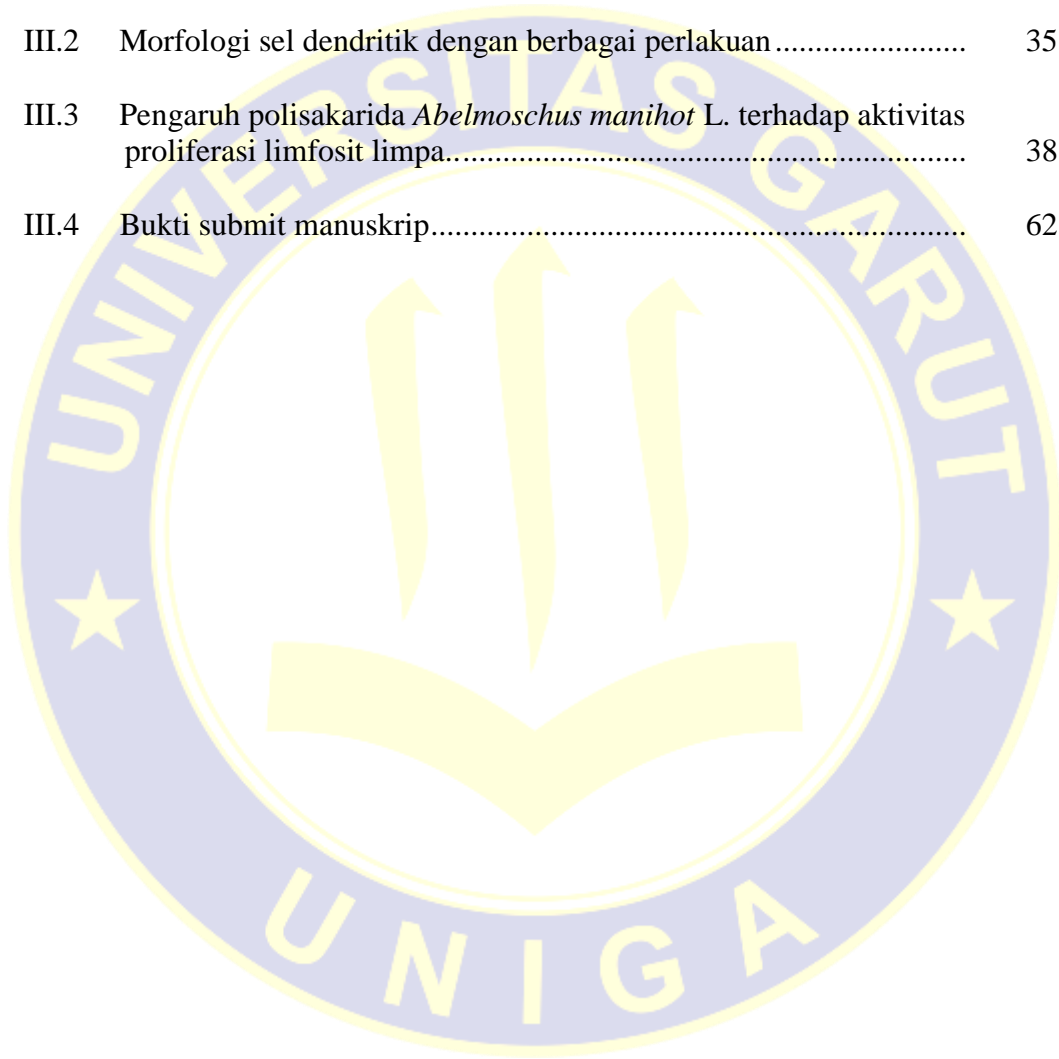 III.2 Morfologi sel dendritik dengan berbagai perlakuan....................... 35
III.3 Pengaruh polisakarida Abelmoschus manihot L. terhadap aktivitas
proliferasi limfosit limpa.............................................................. 38
III.4 Bukti submit manuskrip................................................................. 62
UNIVERSITAS GARUT
UNIGA